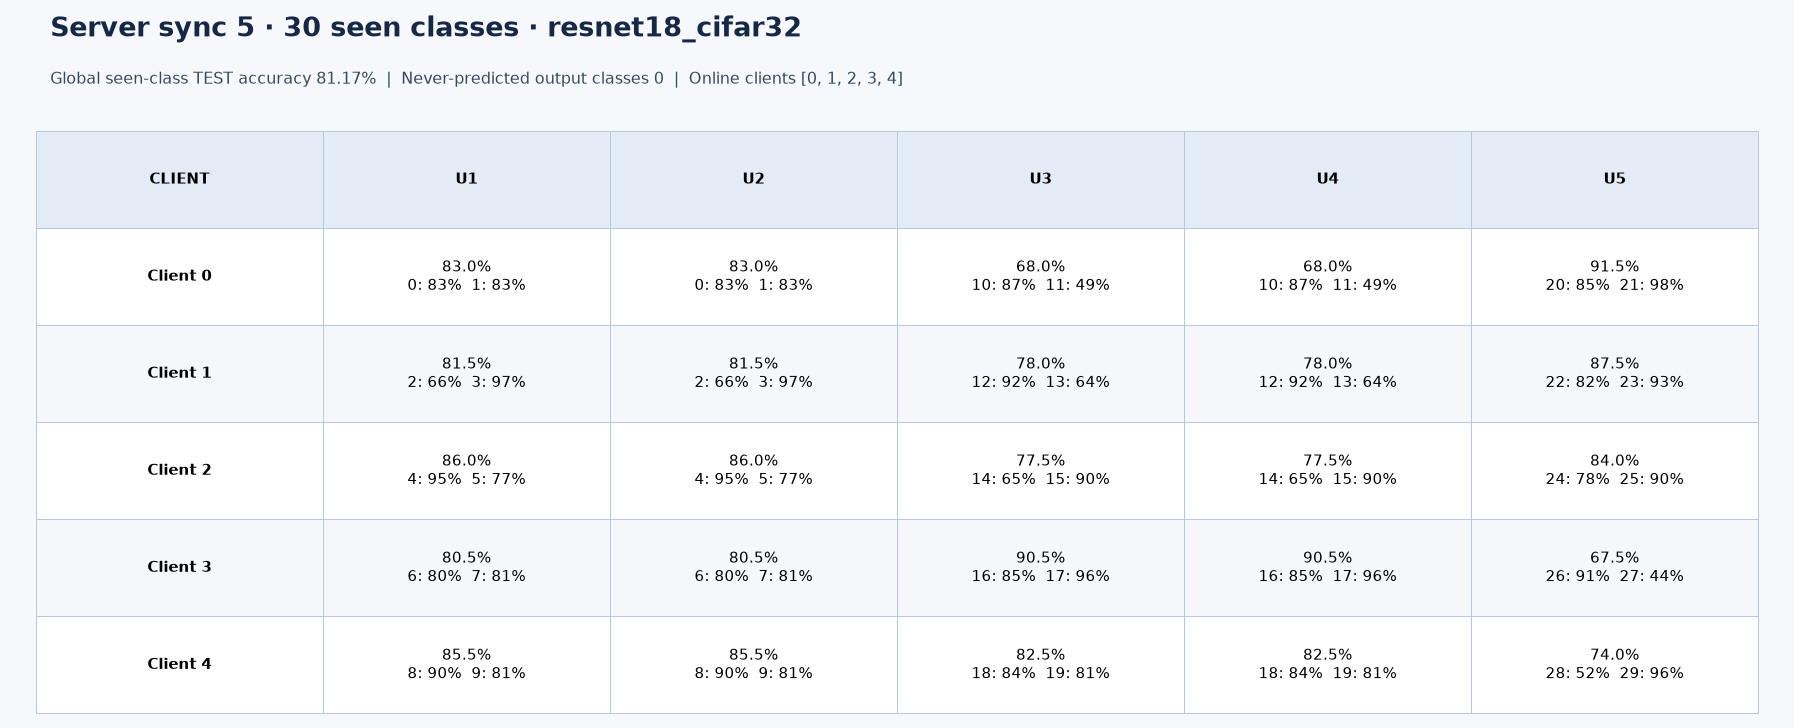 Server sync 5 · 30 seen classes · resnet18_cifar32
Global seen-class TEST accuracy 81.17% | Never-predicted output classes 0 | Online clients [0, 1, 2, 3, 4]
CLIENT U1 U2 U3 U4 U5
83.0% 83.0% 68.0% 68.0% 91.5%
Client 0
0: 83% 1: 83% 0: 83% 1: 83% 10: 87% 11: 49% 10: 87% 11: 49% 20: 85% 21: 98%
81.5% 81.5% 78.0% 78.0% 87.5%
Client 1
2: 66% 3: 97% 2: 66% 3: 97% 12: 92% 13: 64% 12: 92% 13: 64% 22: 82% 23: 93%
86.0% 86.0% 77.5% 77.5% 84.0%
Client 2
4: 95% 5: 77% 4: 95% 5: 77% 14: 65% 15: 90% 14: 65% 15: 90% 24: 78% 25: 90%
80.5% 80.5% 90.5% 90.5% 67.5%
Client 3
6: 80% 7: 81% 6: 80% 7: 81% 16: 85% 17: 96% 16: 85% 17: 96% 26: 91% 27: 44%
85.5% 85.5% 82.5% 82.5% 74.0%
Client 4
8: 90% 9: 81% 8: 90% 9: 81% 18: 84% 19: 81% 18: 84% 19: 81% 28: 52% 29: 96%